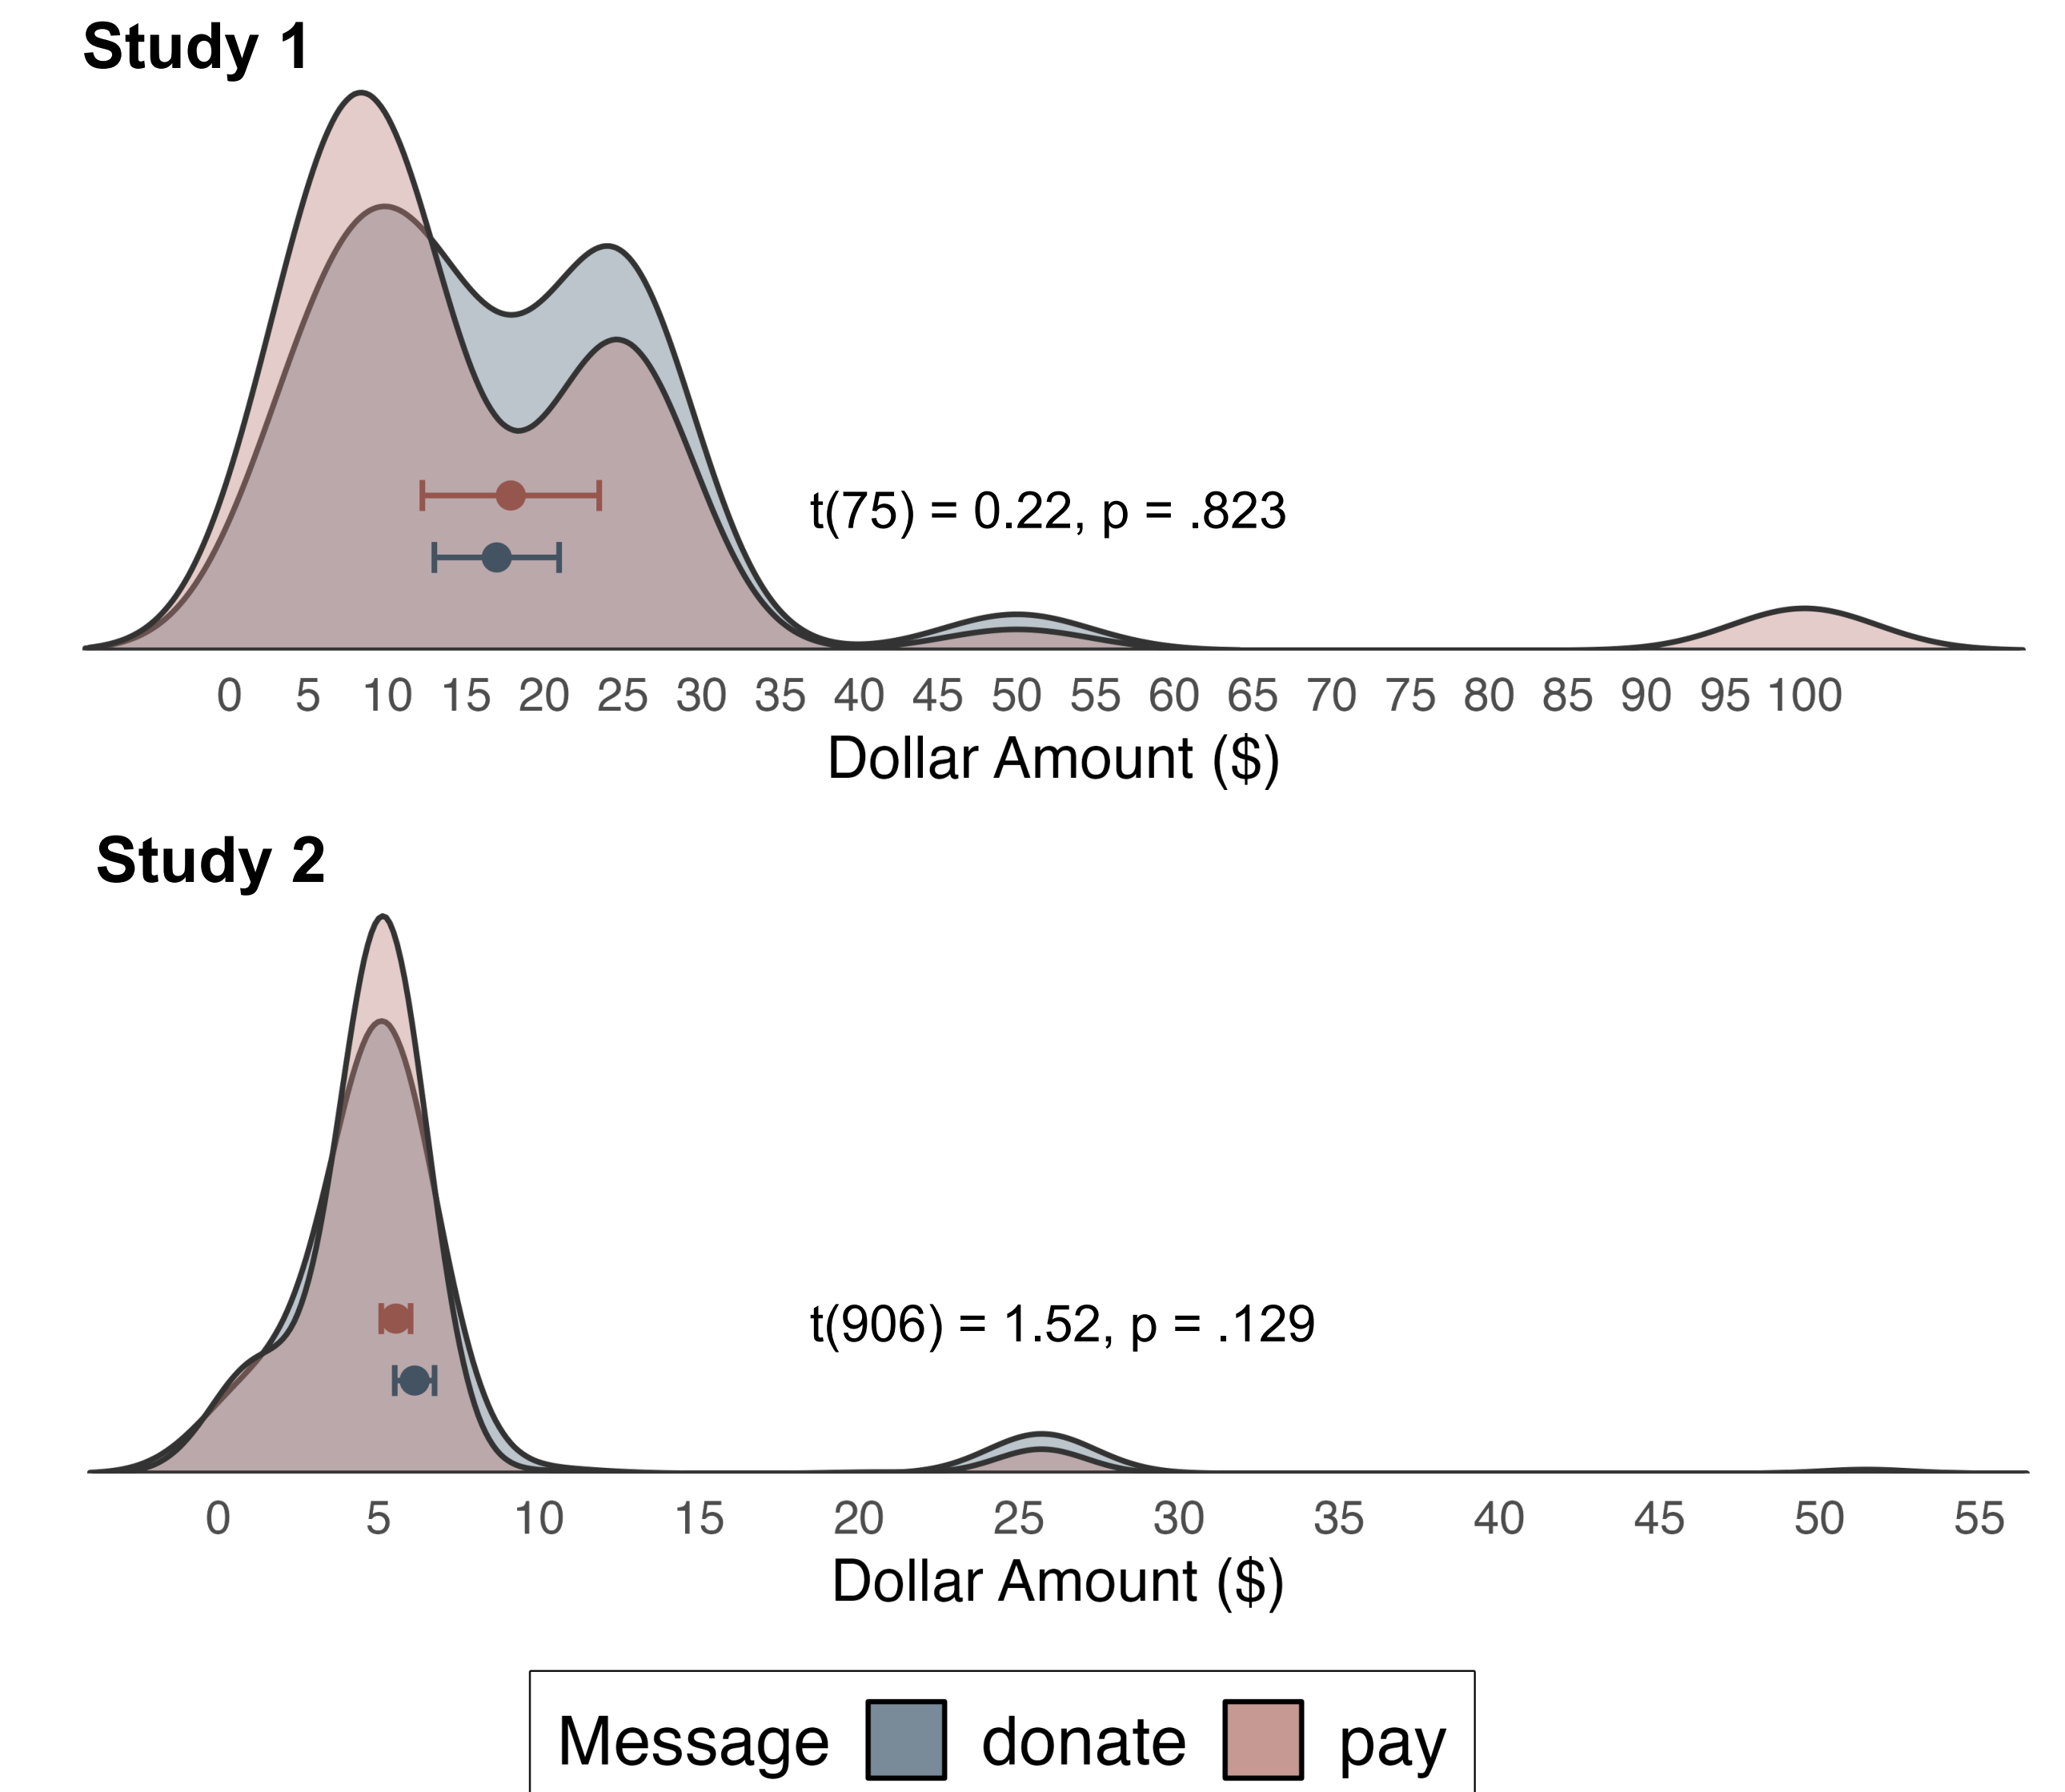 Study 1
t(75) = 0.22, p = .823
0 5 10 15 20 25 30 35 40 45 50 55 60 65 70 75 80 85 90 95 100
Dollar Amount ($)
Study 2
t(906) = 1.52, p = .129
0 5 10 15 20 25 30 35 40 45 50 55
Dollar Amount ($)
Message donate pay